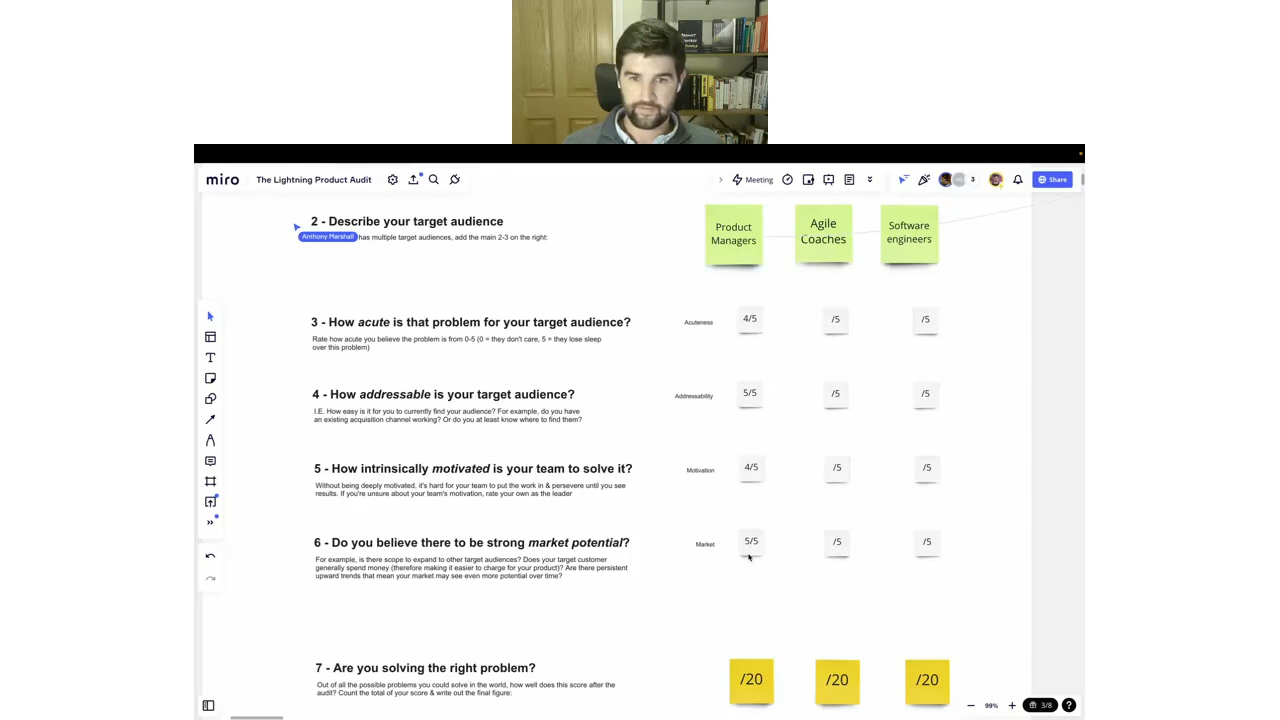 miro
The Lightning Product Audit
Meeting
3
Share
2 - Describe your target audience
Anthony Marshall
has multiple target audiences, add the main 2-3 on the right:
Product
Managers
Agile
Coaches
Software
engineers
3 - How acute is that problem for your target audience?
Rate how acute you believe the problem is from 0-5 (0 = they don't care, 5 = they lose sleep
over this problem)
Acuteness
4/5
/5
/5
4 - How addressable is your target audience?
I.E. How easy is it for you to currently find your audience? For example, do you have
an existing acquisition channel working? Or do you at least know where to find them?
Addressability
5/5
/5
/5
5 - How intrinsically motivated is your team to solve it?
Without being deeply motivated, it's hard for your team to put the work in & persevere until you see
results. If you're unsure about your team's motivation, rate your own as the leader
Motivation
4/5
/5
/5
6 - Do you believe there to be strong market potential?
For example, is there scope to expand to other target audiences? Does your target customer
generally spend money (therefore making it easier to charge for your product)? Are there persistent
upward trends that mean your market may see even more potential over time?
Market
5/5
/5
/5
7 - Are you solving the right problem?
Out of all the possible problems you could solve in the world, how well does this score after the
audit? Count the total of your score & write out the final figure:
/20
/20
/20
99%
3/8